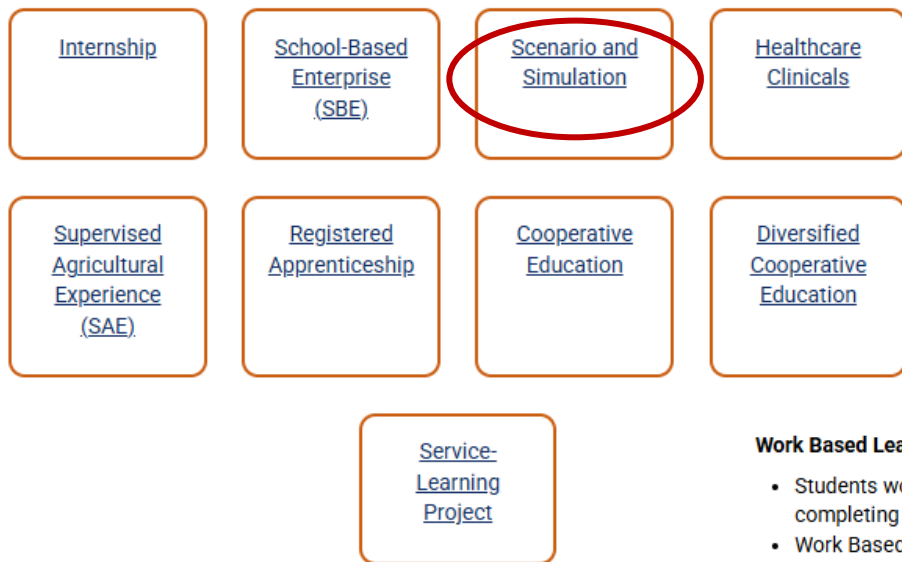 Internship
School-Based
Enterprise
(SBE)
Scenario and
Simulation
Healthcare
Clinicals
Supervised
Agricultural
Experience
(SAE)
Registered
Apprenticeship
Cooperative
Education
Diversified
Cooperative
Education
Service-
Learning
Project
Work Based
• Students
completing
• Work Based